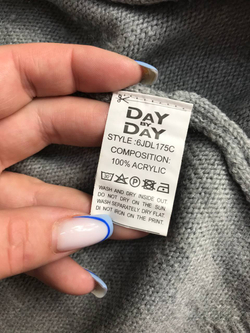 DAY
BY
DAY
STYLE :6JDL175C
COMPOSITION:
100% ACRYLIC
WASH AND DRY INSIDE OUT
DO NOT DRY ON THE SUN
WASH SEPARATELY DRY FLAT
DI NOT IRON ON THE PRINT